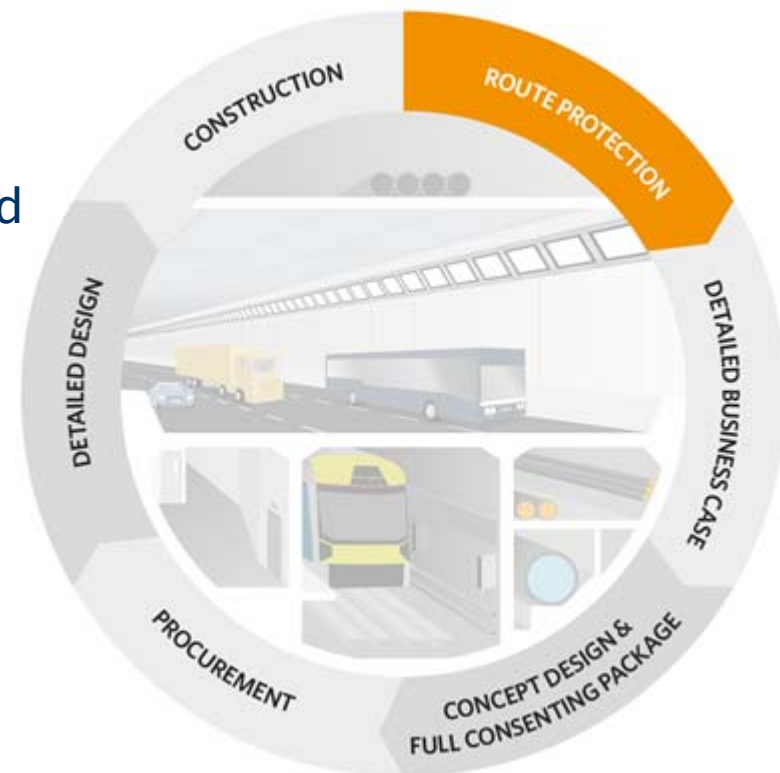 d
ROUTE PROTECTION
DETAILED BUSINESS CASE
CONCEPT DESIGN &
FULL CONSENTING PACKAGE
PROCUREMENT
DETAILED DESIGN
CONSTRUCTION